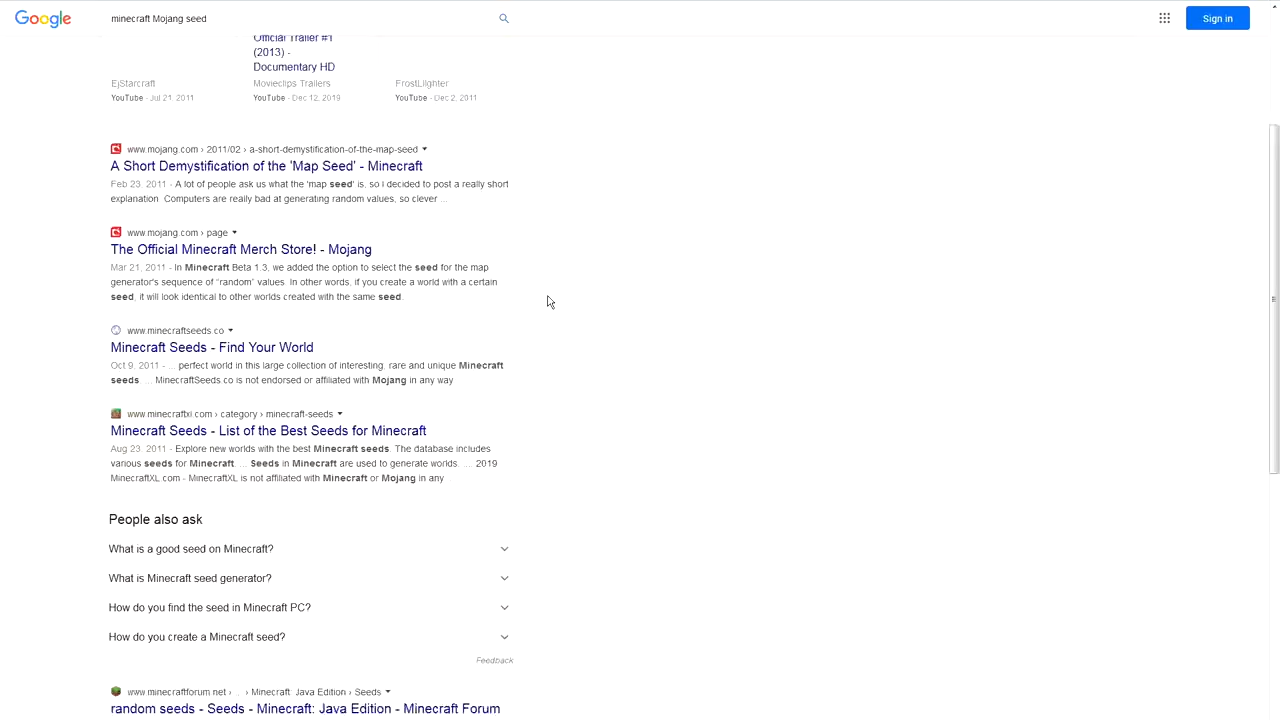 Google
minecraft Mojang seed
Sign in
Official Trailer #1
(2013) -
Documentary HD
EjStarcraft
Movieclips Trailers
FrostLilghter
YouTube - Jul 21, 2011
YouTube - Dec 12, 2019
YouTube - Dec 2, 2011
www.mojang.com › 2011/02 › a-short-demystification-of-the-map-seed
A Short Demystification of the 'Map Seed' - Minecraft
Feb 23, 2011 - A lot of people ask us what the 'map seed' is, so I decided to post a really short
explanation. Computers are really bad at generating random values, so clever ...
www.mojang.com › page
The Official Minecraft Merch Store! - Mojang
Mar 21, 2011 - In Minecraft Beta 1.3, we added the option to select the seed for the map
generator's sequence of "random" values. In other words, if you create a world with a certain
seed, it will look identical to other worlds created with the same seed.
www.minecraftseeds.co
Minecraft Seeds - Find Your World
Oct 9, 2011 - ... perfect world in this large collection of interesting, rare and unique Minecraft
seeds. ... MinecraftSeeds.co is not endorsed or affiliated with Mojang in any way.
www.minecraftxl.com › category › minecraft-seeds
Minecraft Seeds - List of the Best Seeds for Minecraft
Aug 23, 2011 - Explore new worlds with the best Minecraft seeds. The database includes
various seeds for Minecraft. ... Seeds in Minecraft are used to generate worlds. ... 2019
MinecraftXL.com - MinecraftXL is not affiliated with Minecraft or Mojang in any
People also ask
What is a good seed on Minecraft?
What is Minecraft seed generator?
How do you find the seed in Minecraft PC?
How do you create a Minecraft seed?
Feedback
www.minecraftforum.net › ... › Minecraft: Java Edition › Seeds
random seeds - Seeds - Minecraft: Java Edition - Minecraft Forum